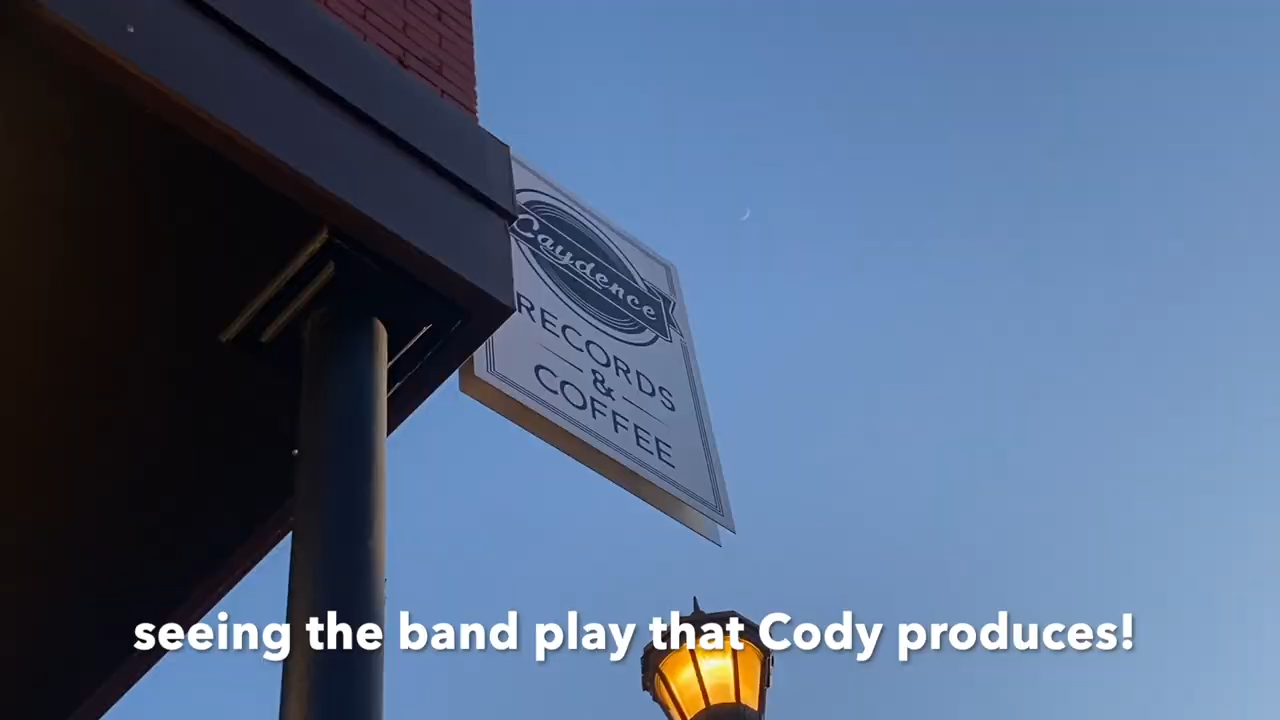 Caydence
RECORDS
&
COFFEE
seeing the band play that Cody produces!